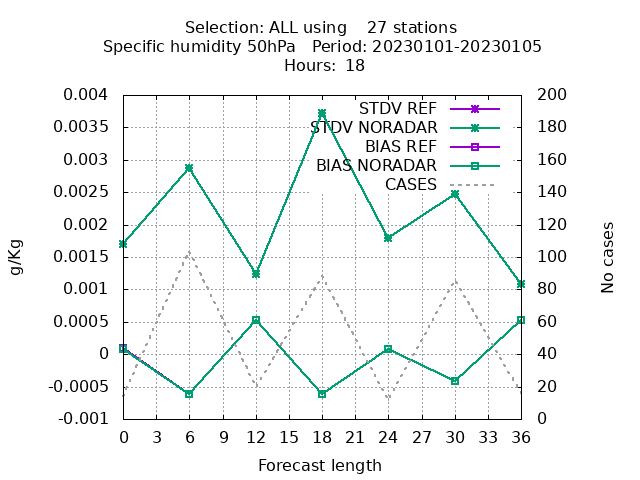 Selection: ALL using    27 stations
Specific humidity 50hPa   Period: 20230101-20230105
Hours: 18
STDV REF
STDV NORADAR
BIAS REF
BIAS NORADAR
CASES
0.004
0.0035
0.003
0.0025
0.002
0.0015
0.001
0.0005
0
-0.0005
-0.001
g/Kg
200
180
160
140
120
100
80
60
40
20
0
No cases
0 3 6 9 12 15 18 21 24 27 30 33 36
Forecast length